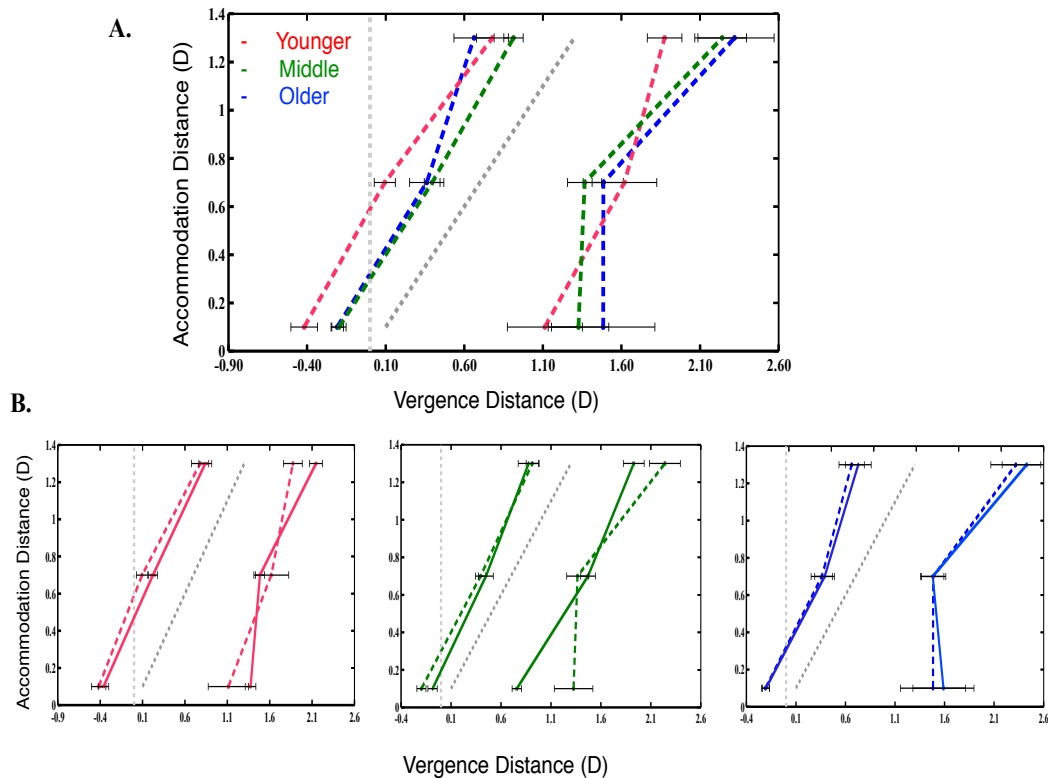 A.
Accommodation Distance (D)
1.4
1.2
1
0.8
0.6
0.4
0.2
0
- Younger
- Middle
- Older
-0.90 -0.40 0.10 0.60 1.10 1.60 2.10 2.60
Vergence Distance (D)
B.
Accommodation Distance (D)
1.4
1.2
1
0.8
0.6
0.4
0.2
0
-0.9 -0.4 0.1 0.6 1.1 1.6 2.1 2.6
1.4
1.2
1
0.8
0.6
0.4
0.2
0
-0.4 0.1 0.6 1.1 1.6 2.1 2.6
1.4
1.2
1
0.8
0.6
0.4
0.2
0
-0.4 0.1 0.6 1.1 1.6 2.1 2.6
Vergence Distance (D)